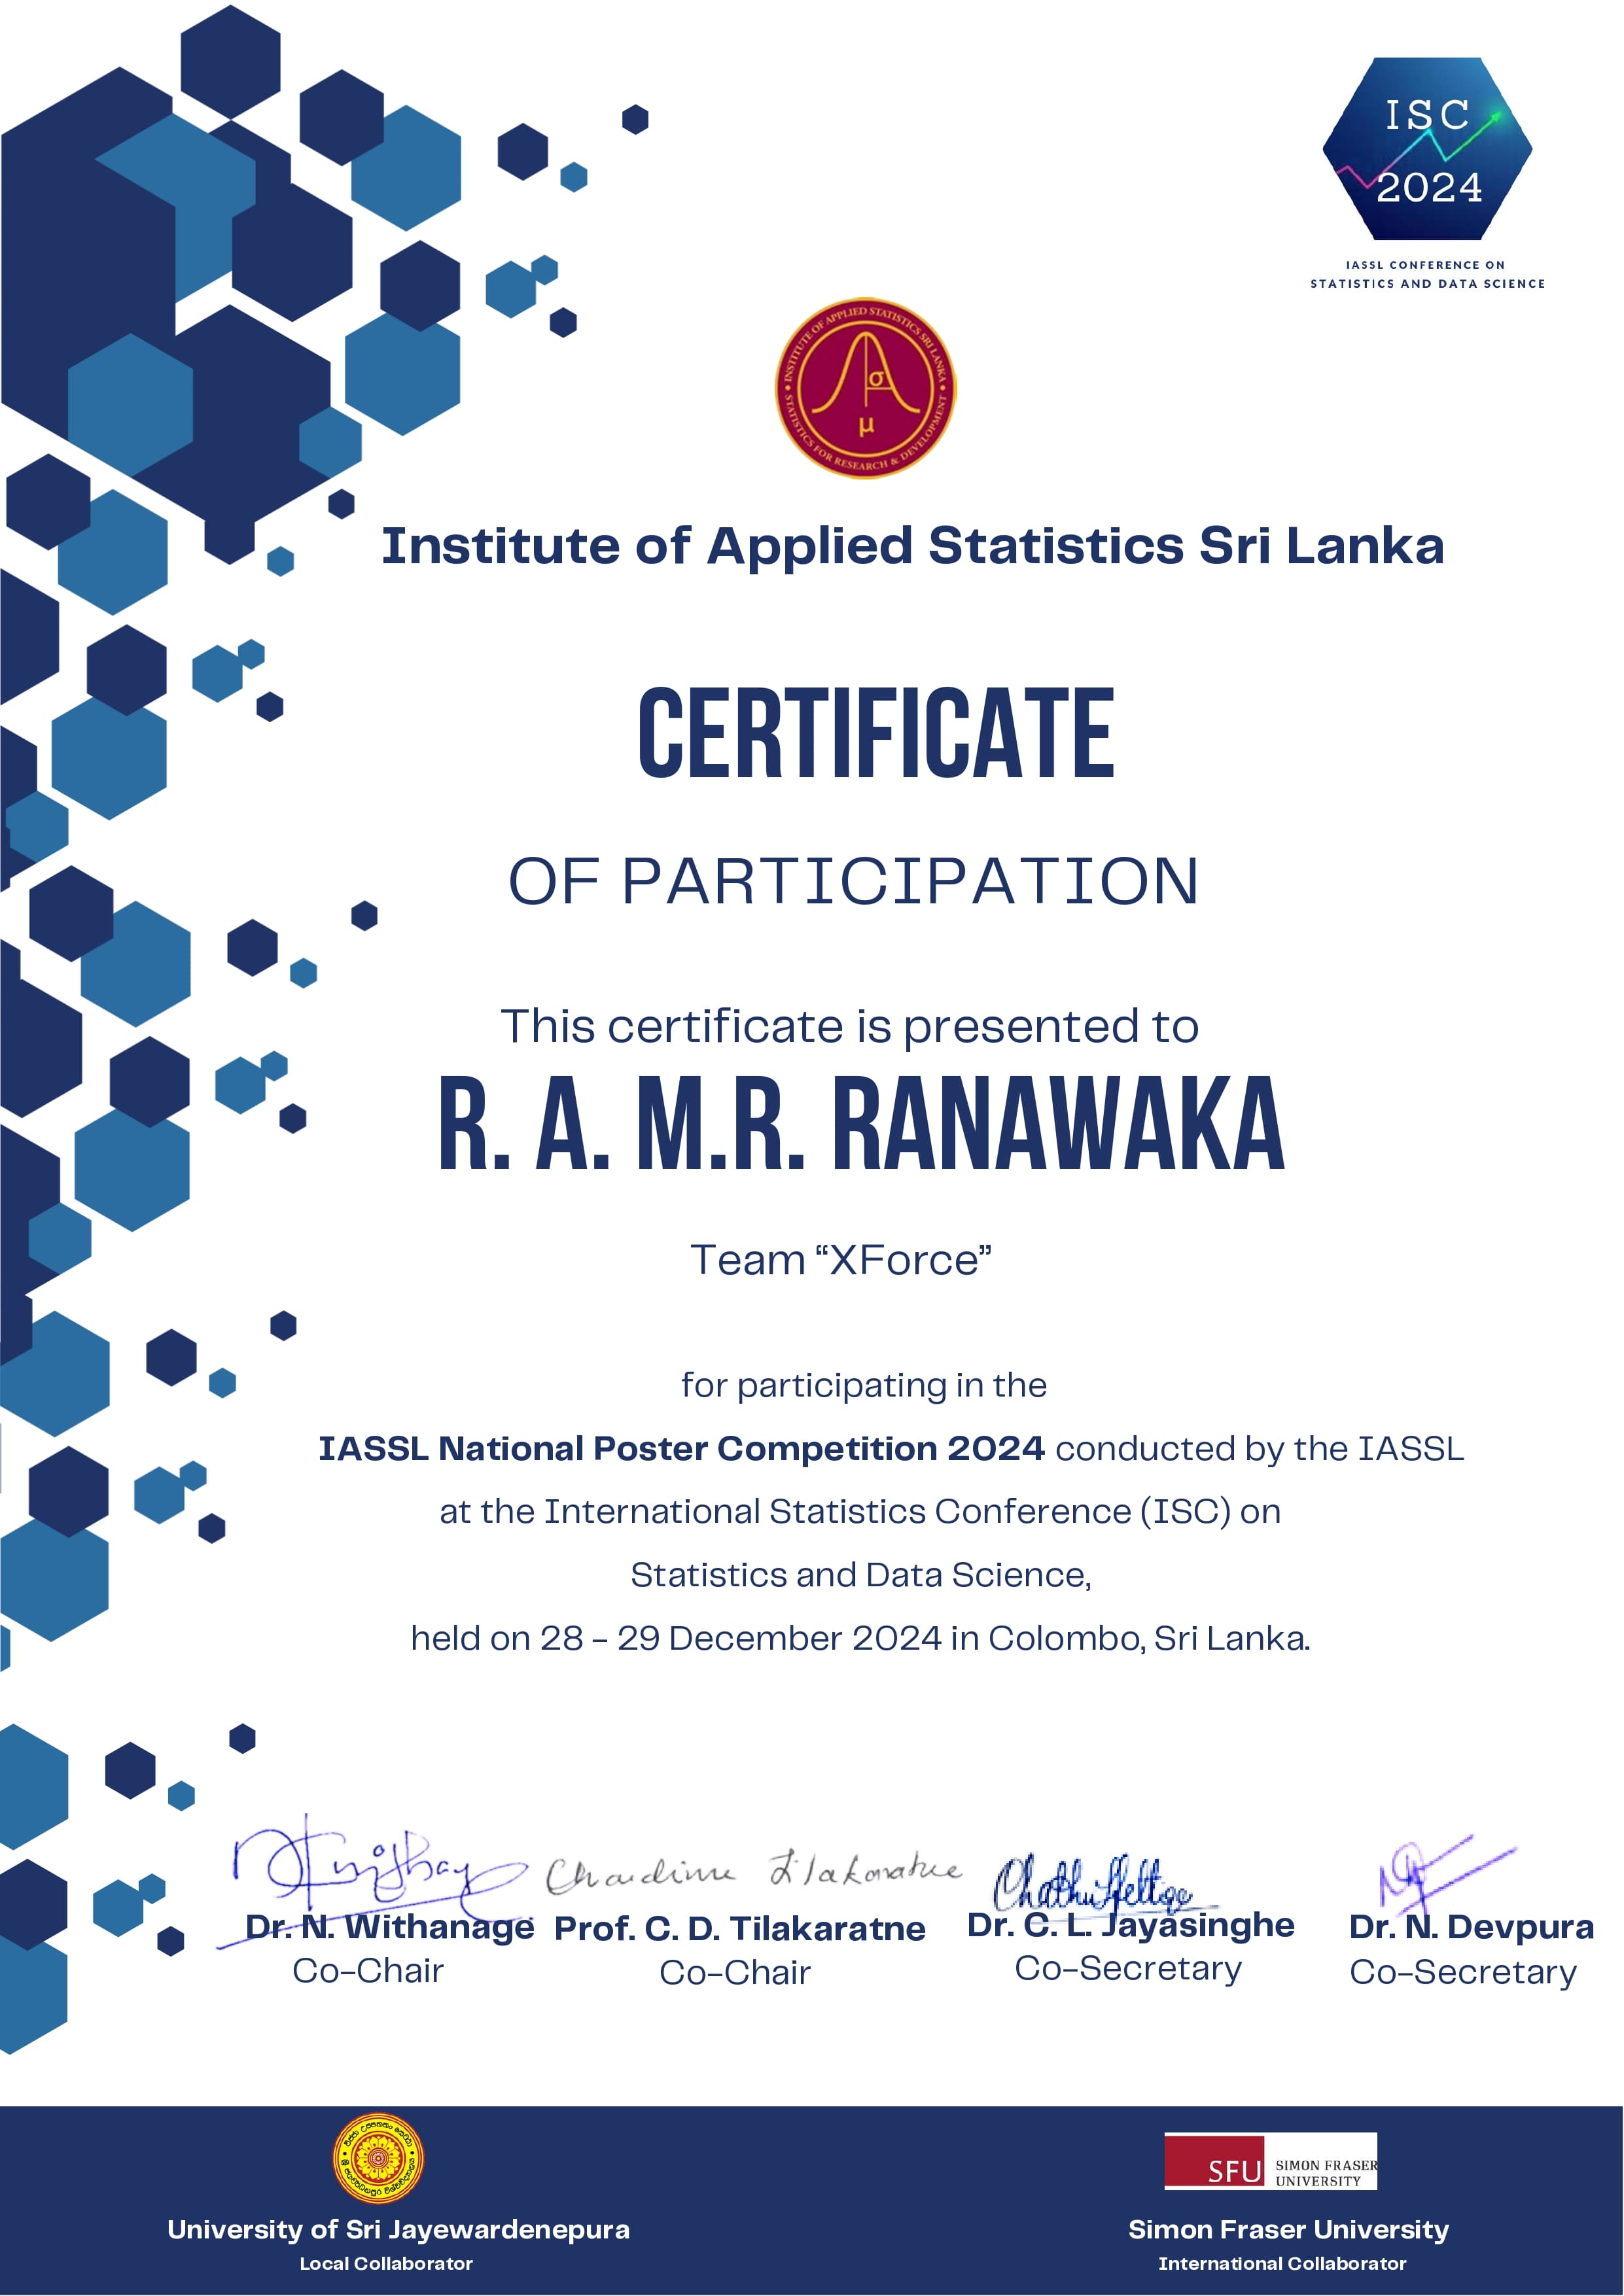 ISC
2024
IASSL CONFERENCE ON
STATISTICS AND DATA SCIENCE
• INSTITUTE OF APPLIED STATISTICS SRI LANKA •
STATISTICS FOR RESEARCH & DEVELOPMENT
σ
μ
Institute of Applied Statistics Sri Lanka
CERTIFICATE
OF PARTICIPATION
This certificate is presented to
R. A. M.R. RANAWAKA
Team “XForce”
for participating in the
IASSL National Poster Competition 2024 conducted by the IASSL
at the International Statistics Conference (ISC) on
Statistics and Data Science,
held on 28 – 29 December 2024 in Colombo, Sri Lanka.
Dr. N. Withanage Prof. C. D. Tilakaratne Dr. C. L. Jayasinghe Dr. N. Devpura
Co-Chair Co-Chair Co-Secretary Co-Secretary
SFU SIMON FRASER
UNIVERSITY
University of Sri Jayewardenepura Simon Fraser University
Local Collaborator International Collaborator